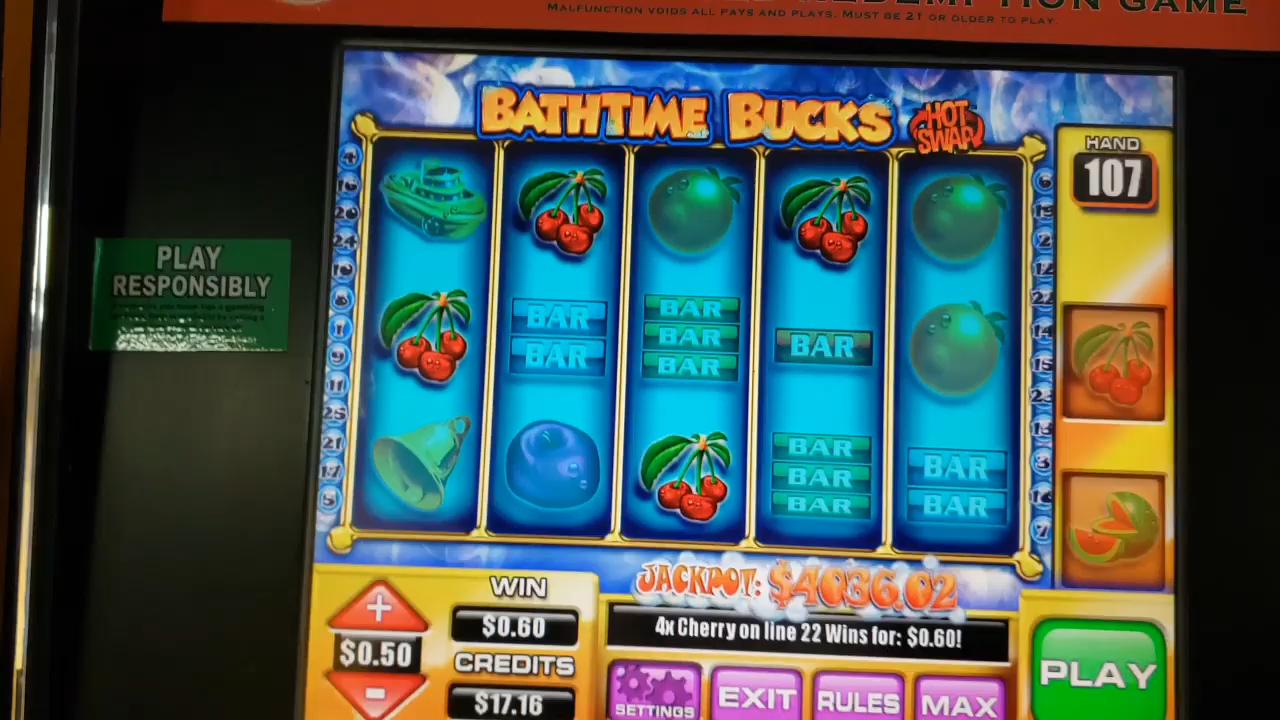 REDEMPTION GAME
MALFUNCTION VOIDS ALL PAYS AND PLAYS. MUST BE 21 OR OLDER TO PLAY.
BATHTIME BUCKS
HOT
SWAP
HAND
107
PLAY
RESPONSIBLY
BAR
BAR
BAR
BAR
BAR
BAR
BAR
BAR
BAR
BAR
BAR
JACKPOT: $4036.02
WIN
$0.60
4x Cherry on line 22 Wins for: $0.60!
+
$0.50
-
CREDITS
$17.16
SETTINGS
EXIT
RULES
MAX
PLAY